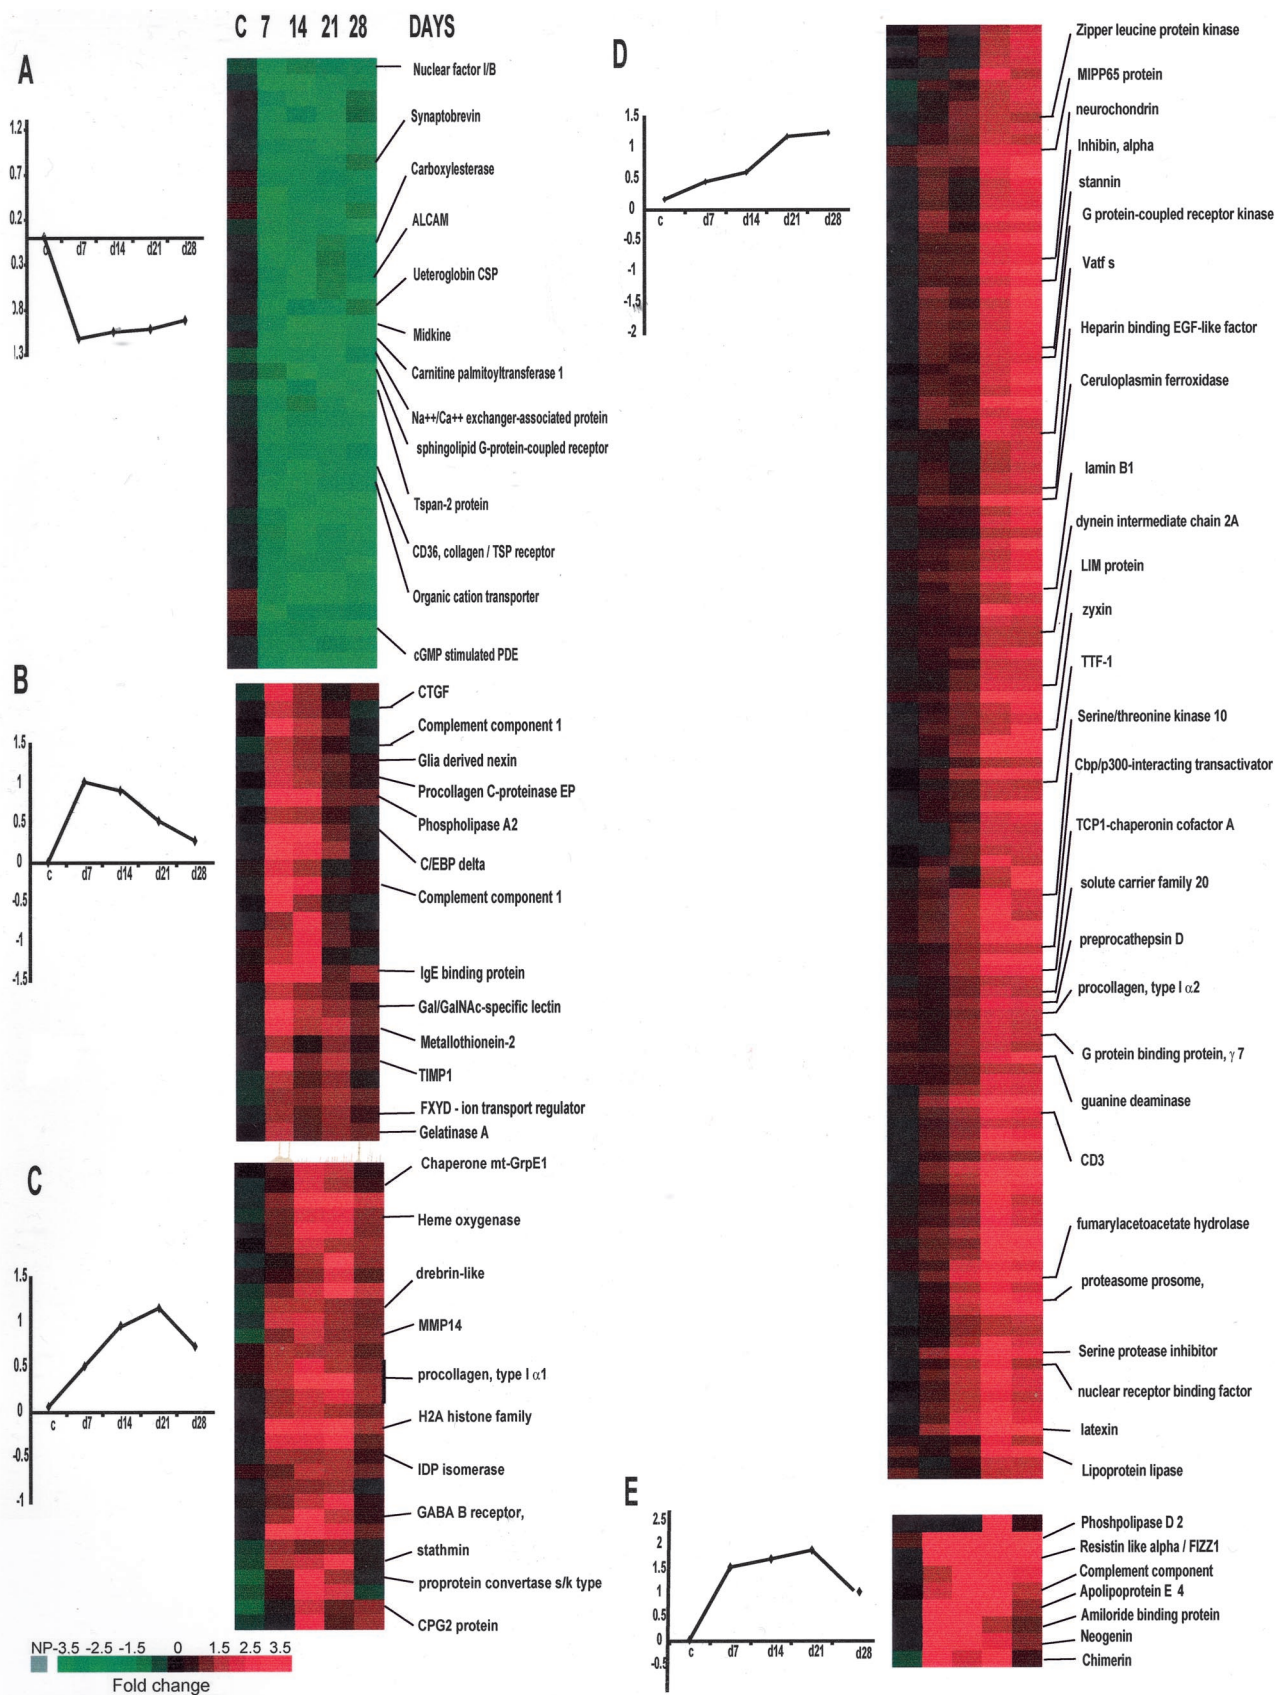 C 7 14 21 28 DAYS
A
1.2
0.7
0.2
0.3
0.8
1.3
d7 d14 d21 d28
Nuclear factor I/B
Synaptobrevin
Carboxylesterase
ALCAM
Ueteroglobin CSP
Midkine
Carnitine palmitoyltransferase 1
Na++/Ca++ exchanger-associated protein
sphingolipid G-protein-coupled receptor
Tspan-2 protein
CD36, collagen / TSP receptor
Organic cation transporter
cGMP stimulated PDE
B
1.5
1
0.5
0
-0.5
-1
-1.5
c d7 d14 d21 d28
CTGF
Complement component 1
Glia derived nexin
Procollagen C-proteinase EP
Phospholipase A2
C/EBP delta
Complement component 1
IgE binding protein
Gal/GalNAc-specific lectin
Metallothionein-2
TIMP1
FXYD - ion transport regulator
Gelatinase A
C
1.5
1
0.5
0
-0.5
-1
c d7 d14 d21 d28
Chaperone mt-GrpE1
Heme oxygenase
drebrin-like
MMP14
procollagen, type I α1
H2A histone family
IDP isomerase
GABA B receptor,
stathmin
proprotein convertase s/k type
CPG2 protein
NP -3.5 -2.5 -1.5 0 1.5 2.5 3.5
Fold change
D
1.5
1
0.5
0
-0.5
-1
-1.5
-2
c d7 d14 d21 d28
Zipper leucine protein kinase
MIPP65 protein
neurochondrin
Inhibin, alpha
stannin
G protein-coupled receptor kinase
Vatf s
Heparin binding EGF-like factor
Ceruloplasmin ferroxidase
lamin B1
dynein intermediate chain 2A
LIM protein
zyxin
TTF-1
Serine/threonine kinase 10
Cbp/p300-interacting transactivator
TCP1-chaperonin cofactor A
solute carrier family 20
preprocathepsin D
procollagen, type I α2
G protein binding protein, γ 7
guanine deaminase
CD3
fumarylacetoacetate hydrolase
proteasome prosome,
Serine protease inhibitor
nuclear receptor binding factor
latexin
Lipoprotein lipase
E
2.5
2
1.5
1
0.5
0
-0.5
c d7 d14 d21 d28
Phoshpolipase D 2
Resistin like alpha / FIZZ1
Complement component
Apolipoprotein E 4
Amiloride binding protein
Neogenin
Chimerin